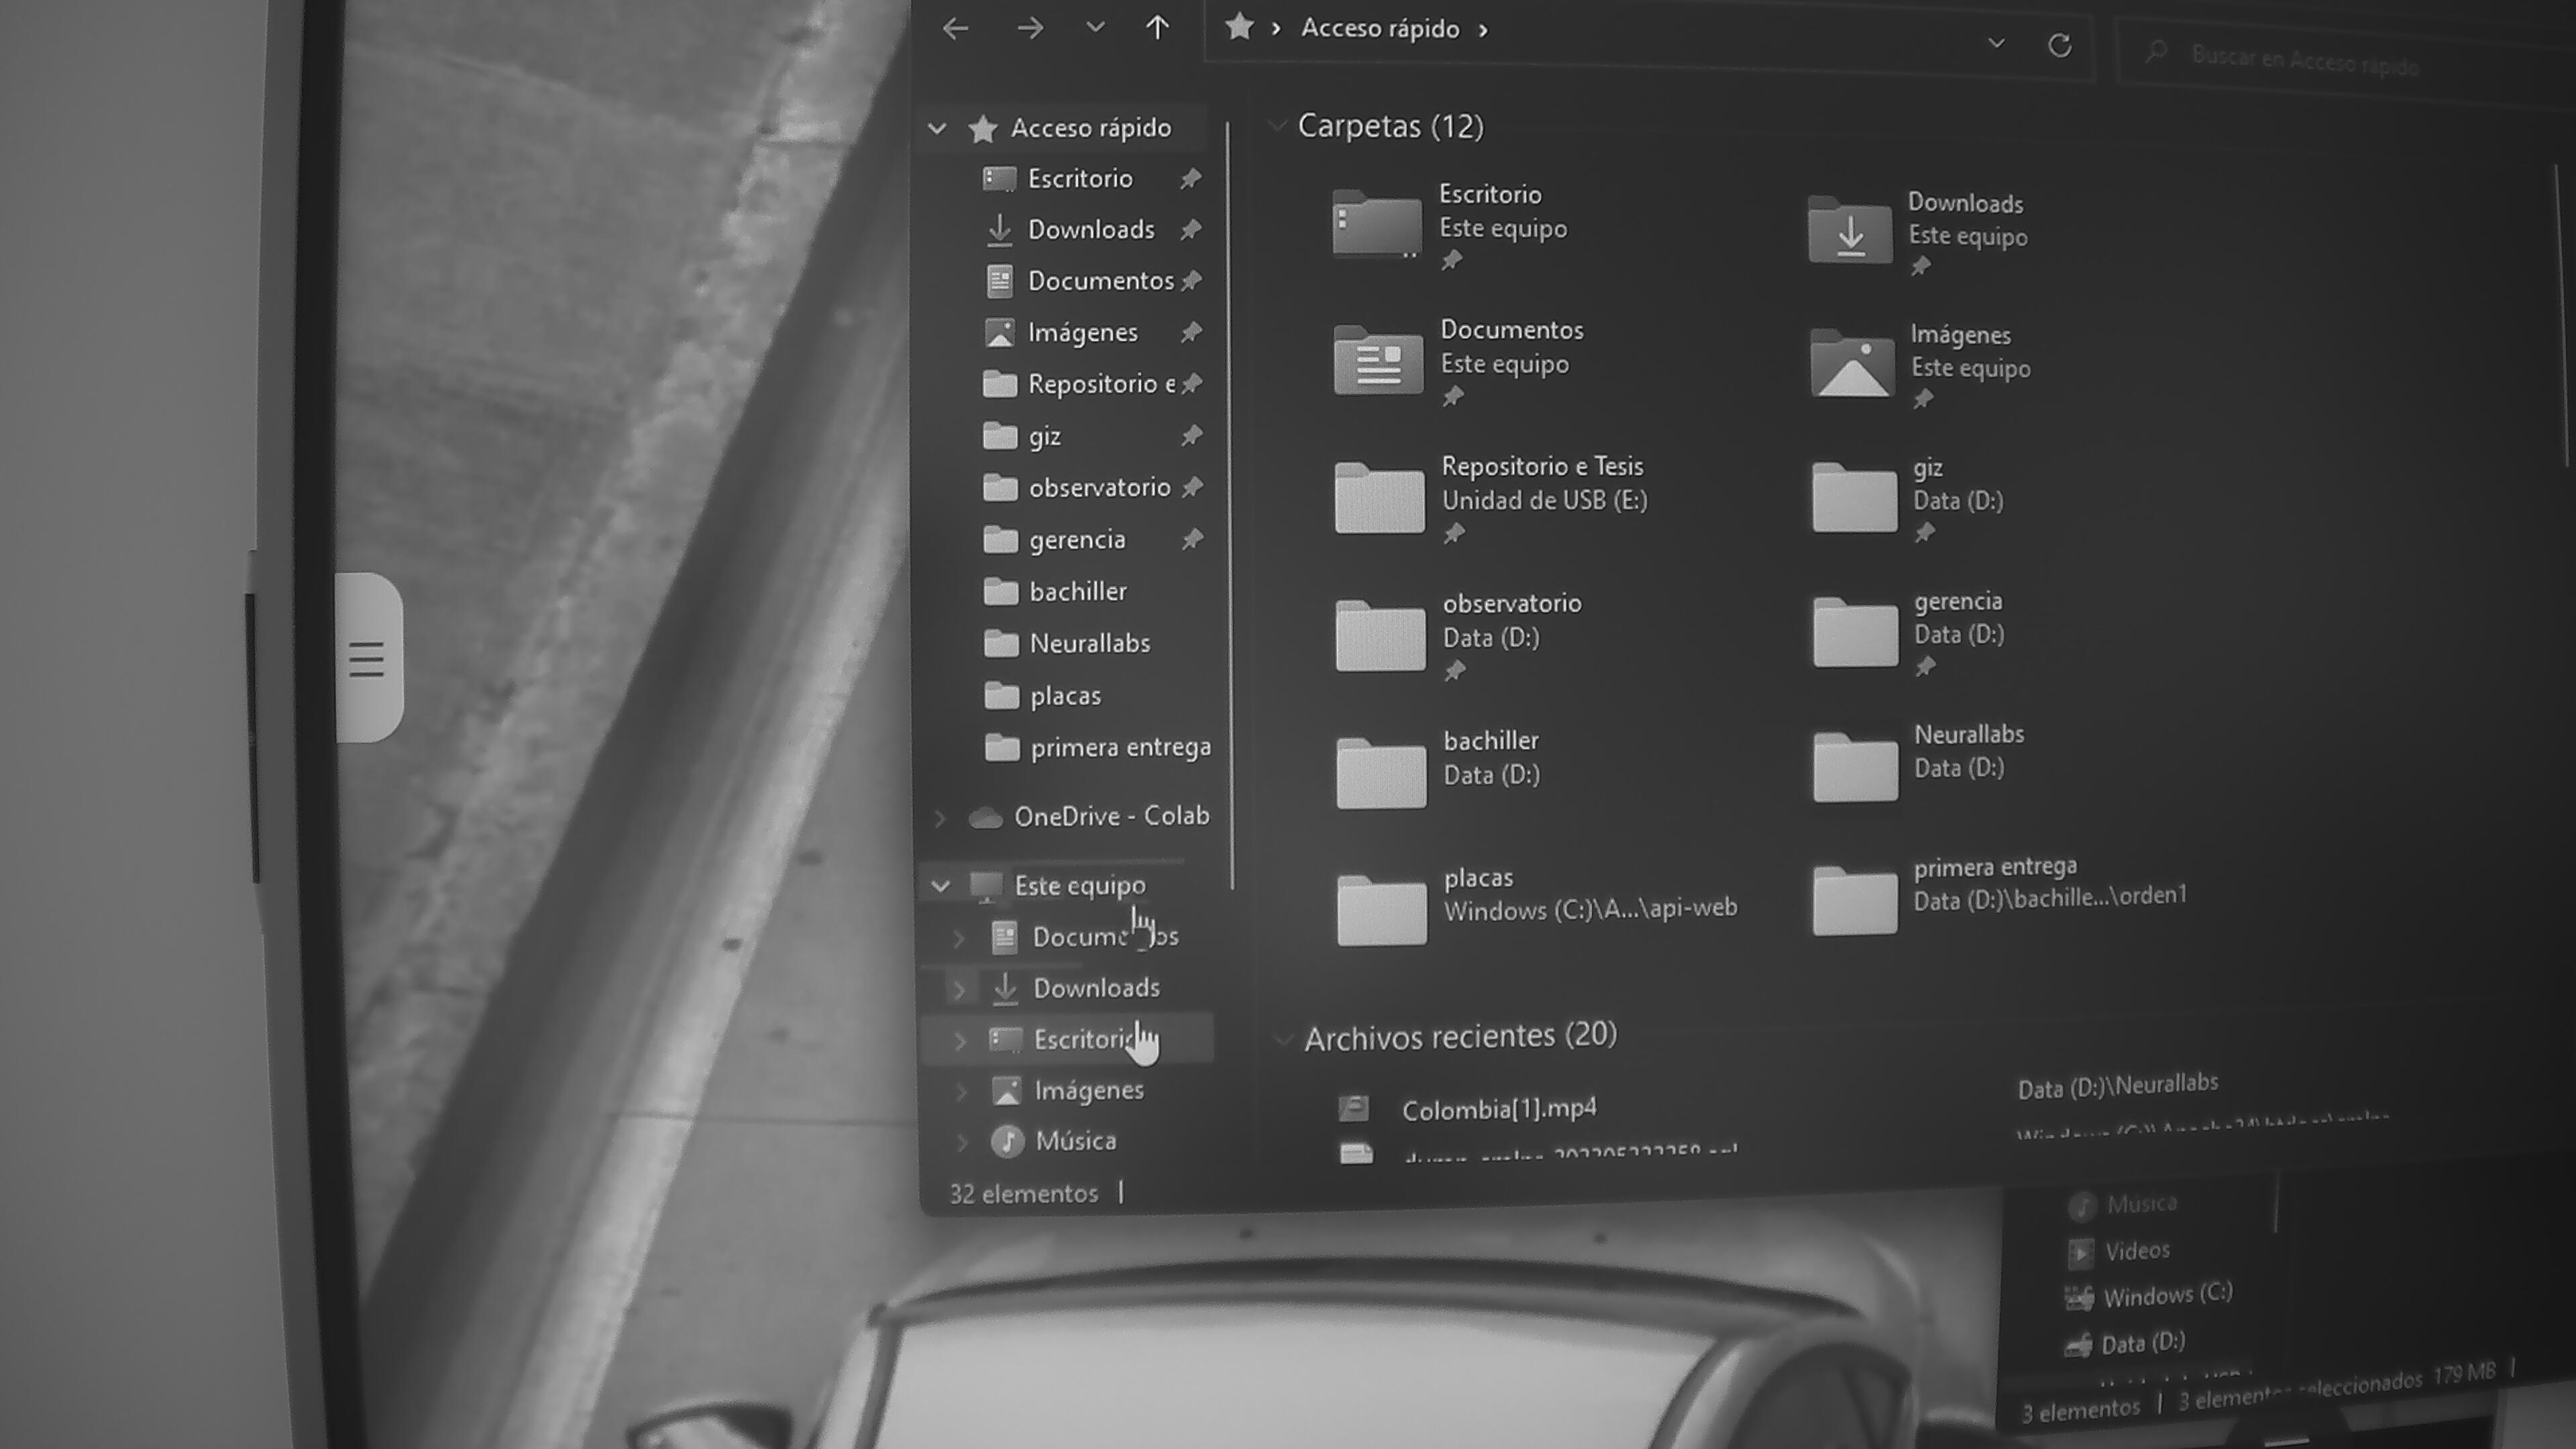 Acceso rápido
Buscar en Acceso rápido
Acceso rápido
Escritorio
Downloads
Documentos
Imágenes
Repositorio e
giz
observatorio
gerencia
bachiller
Neurallabs
placas
primera entrega
OneDrive - Colab
Este equipo
Downloads
Imágenes
Música
32 elementos
Carpetas (12)
Escritorio
Este equipo
Downloads
Este equipo
Documentos
Este equipo
Imágenes
Este equipo
Repositorio e Tesis
Unidad de USB (E:)
giz
Data (D:)
observatorio
Data (D:)
gerencia
Data (D:)
bachiller
Data (D:)
Neurallabs
Data (D:)
placas
Windows (C:)\A...\api-web
primera entrega
Data (D:)\bachille...\orden1
Archivos recientes (20)
Colombia[1].mp4
Data (D:)\Neurallabs
Música
Videos
Windows (C:)
Data (D:)
3 elementos
3 elementos seleccionados 179 MB